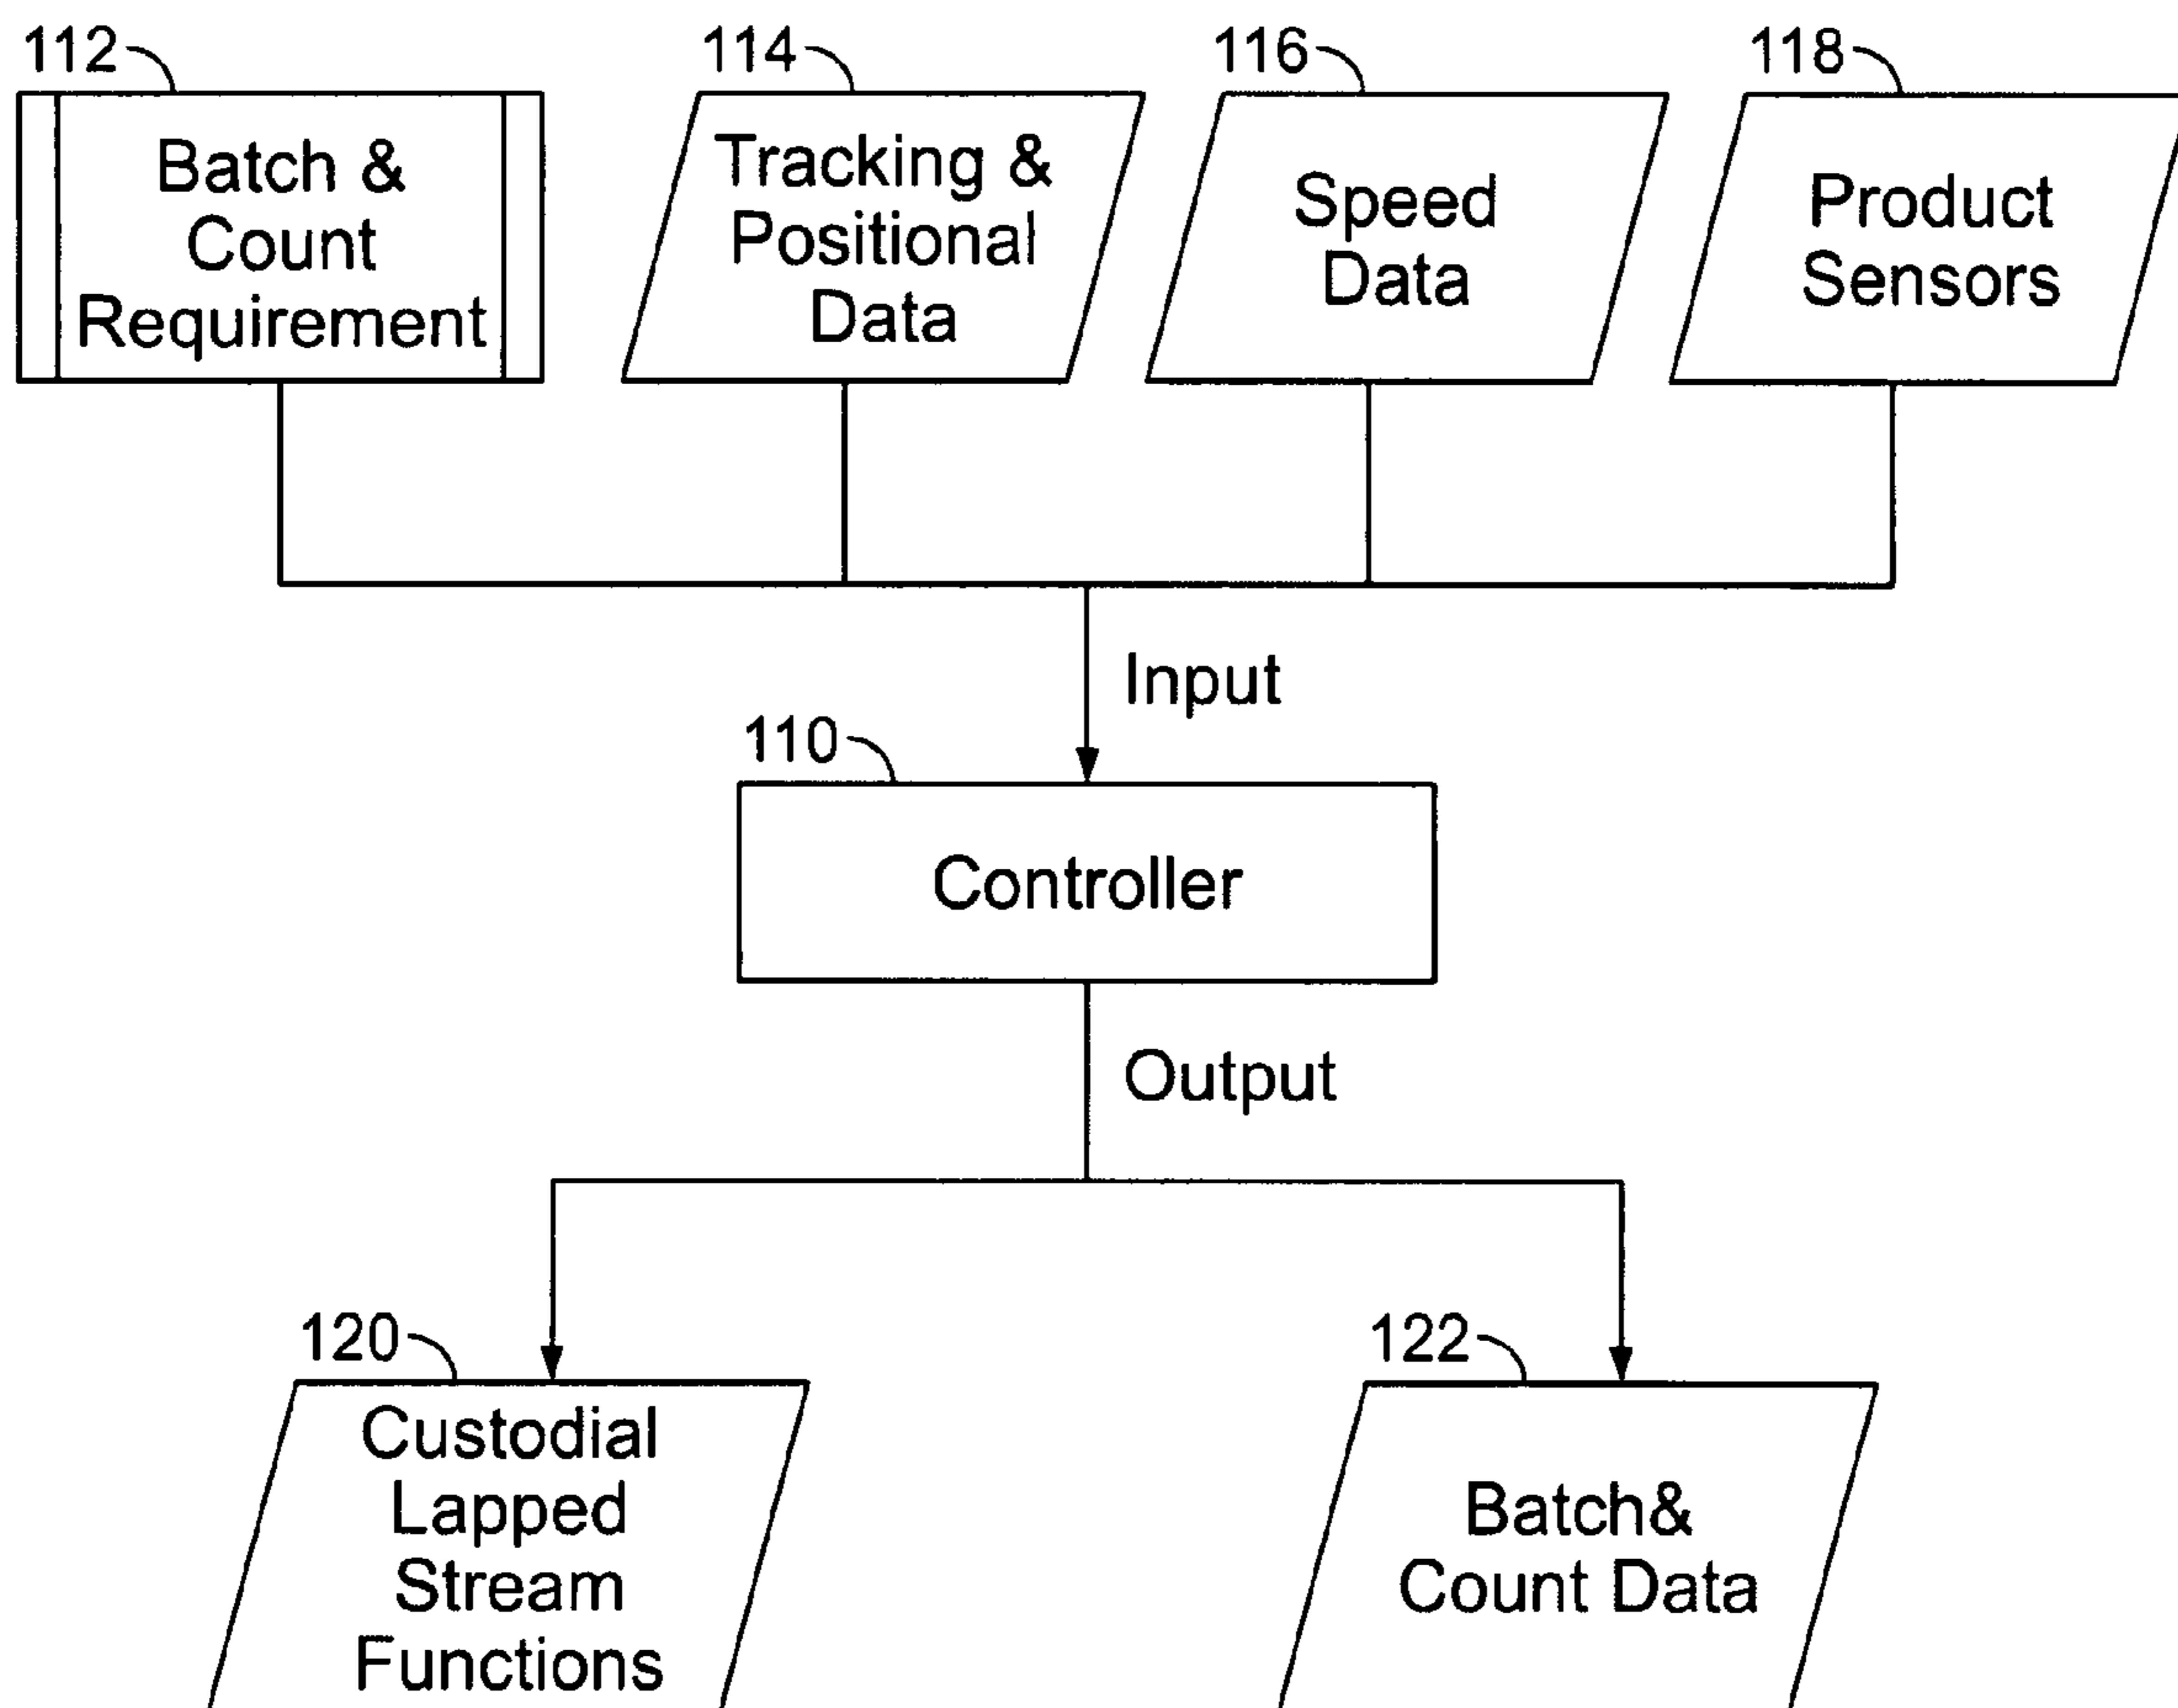 112
114
116
118
Batch &
Count
Requirement
Tracking &
Positional
Data
Speed
Data
Product
Sensors
Input
110
Controller
Output
120
122
Custodial
Lapped
Stream
Functions
Batch&
Count Data